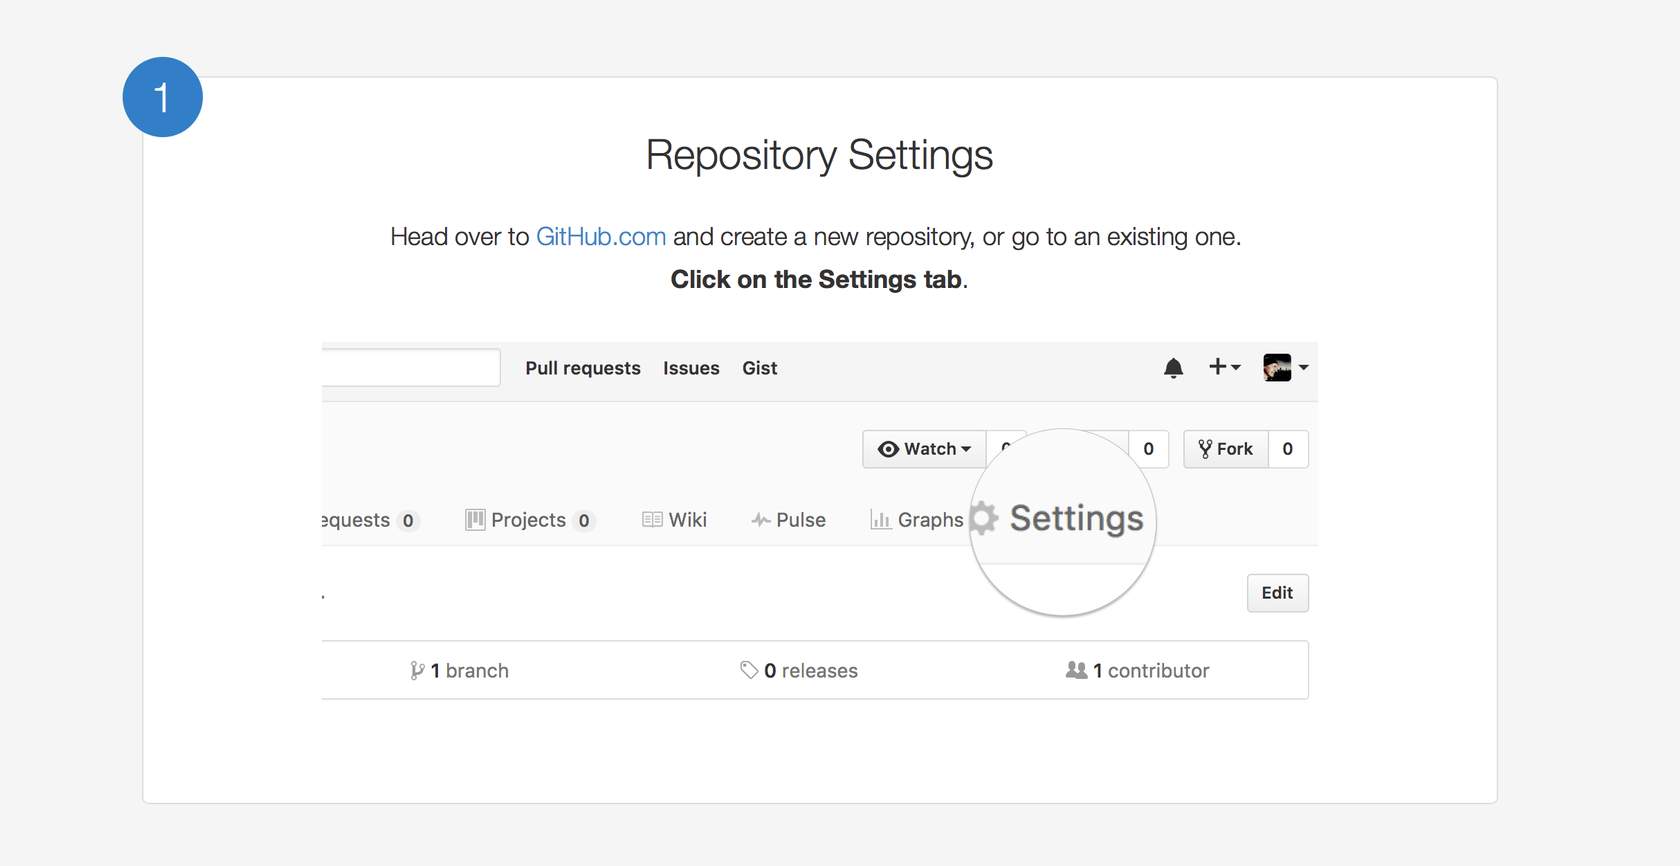 1
Repository Settings
Head over to GitHub.com and create a new repository, or go to an existing one.
Click on the Settings tab.
Pull requests Issues Gist
Watch 0 Fork 0
equests 0 Projects 0 Wiki Pulse Graphs Settings
.
Edit
1 branch 0 releases 1 contributor